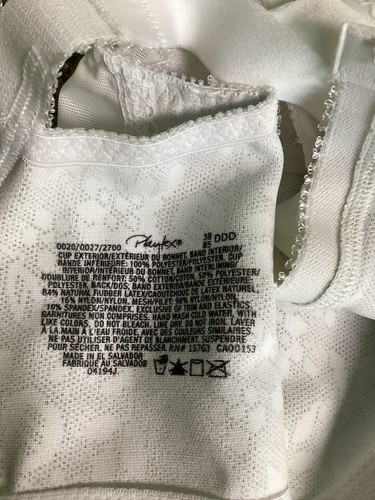 0020/0027/2700 Playtex® 38 DDD
85
CUP EXTERIOR/EXTÉRIEUR DU BONNET, BAND INTERIOR/
BANDE INFÉRIEURE: 100% POLYESTER/POLYESTER, CUP
INTERIOR/INTÉRIEUR DU BONNET, BAND INTERIOR LINING/
DOUBLURE DE RENFORT: 50% COTTON/COTON, 50% POLYESTER/
POLYESTER, BACK/DOS; BAND EXTERIOR/BANDE EXTÉRIEURE:
84% NATURAL RUBBER LATEX/CAOUTCHOUC DE LATEX NATUREL,
16% NYLON/NYLON, MESH/FILET: 90% NYLON/NYLON,
10% SPANDEX/SPANDEX. EXCLUSIVE OF TRIM AND ELASTICS.
GARNITURES NON COMPRISES. HAND WASH COLD WATER, WITH
LIKE COLORS. DO NOT BLEACH. LINE DRY. DO NOT IRON. LAVER
À LA MAIN À L'EAU FROIDE, AVEC DES COULEURS SIMILAIRES.
NE PAS UTILISER D'AGENT DE BLANCHIMENT. SUSPENDRE
POUR SÉCHER. NE PAS REPASSER. RN# 15763 CA00153
MADE IN EL SALVADOR
FABRIQUÉ AU SALVADOR
04194J